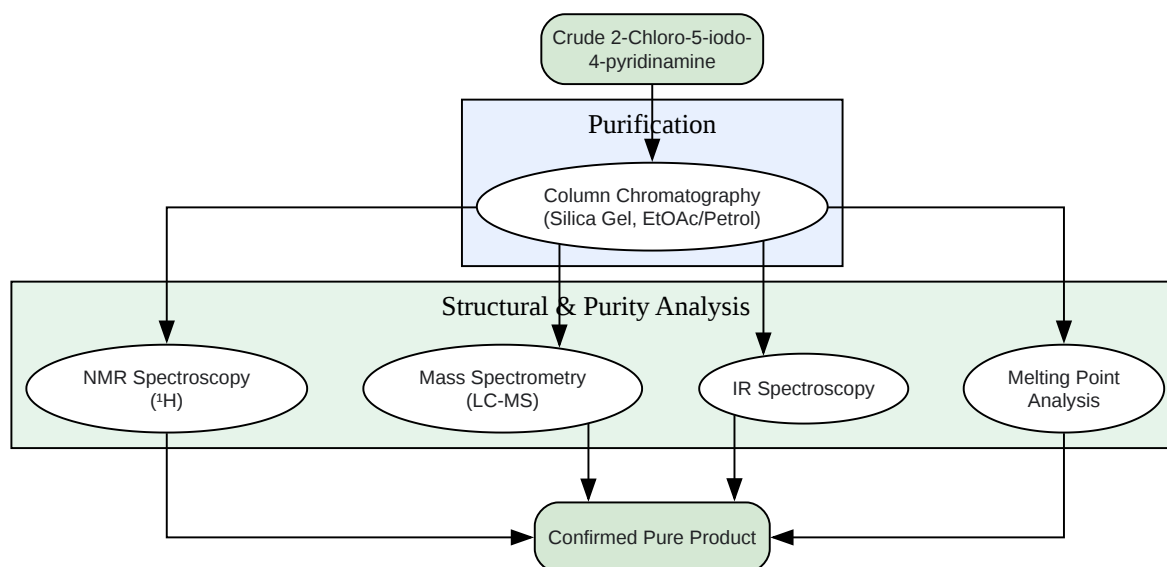 Crude 2-Chloro-5-iodo-
4-pyridinamine
Purification
Column Chromatography
(Silica Gel, EtOAc/Petrol)
Structural & Purity Analysis
NMR Spectroscopy
(¹H)
Mass Spectrometry
(LC-MS)
IR Spectroscopy
Melting Point
Analysis
Confirmed Pure Product